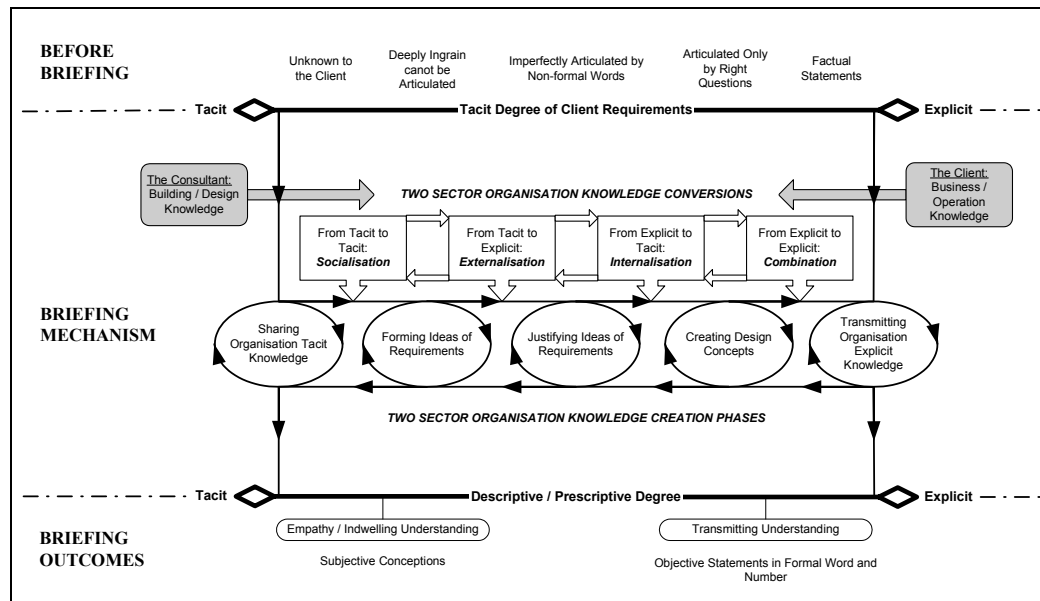 BEFORE
BRIEFING
Unknown to
the Client
Deeply Ingrain
canot be
Articulated
Imperfectly Articulated by
Non-formal Words
Articulated Only
by Right
Questions
Factual
Statements
Tacit
Tacit Degree of Client Requirements
Explicit
The Consultant:
Building / Design
Knowledge
TWO SECTOR ORGANISATION KNOWLEDGE CONVERSIONS
The Client:
Business /
Operation
Knowledge
From Tacit to
Tacit:
Socialisation
From Tacit to
Explicit:
Externalisation
From Explicit to
Tacit:
Internalisation
From Explicit to
Explicit:
Combination
BRIEFING
MECHANISM
Sharing
Organisation Tacit
Knowledge
Forming Ideas of
Requirements
Justifying Ideas of
Requirements
Creating Design
Concepts
Transmitting
Organisation
Explicit
Knowledge
TWO SECTOR ORGANISATION KNOWLEDGE CREATION PHASES
Tacit
Descriptive / Prescriptive Degree
Explicit
BRIEFING
OUTCOMES
Empathy / Indwelling Understanding
Subjective Conceptions
Transmitting Understanding
Objective Statements in Formal Word and
Number